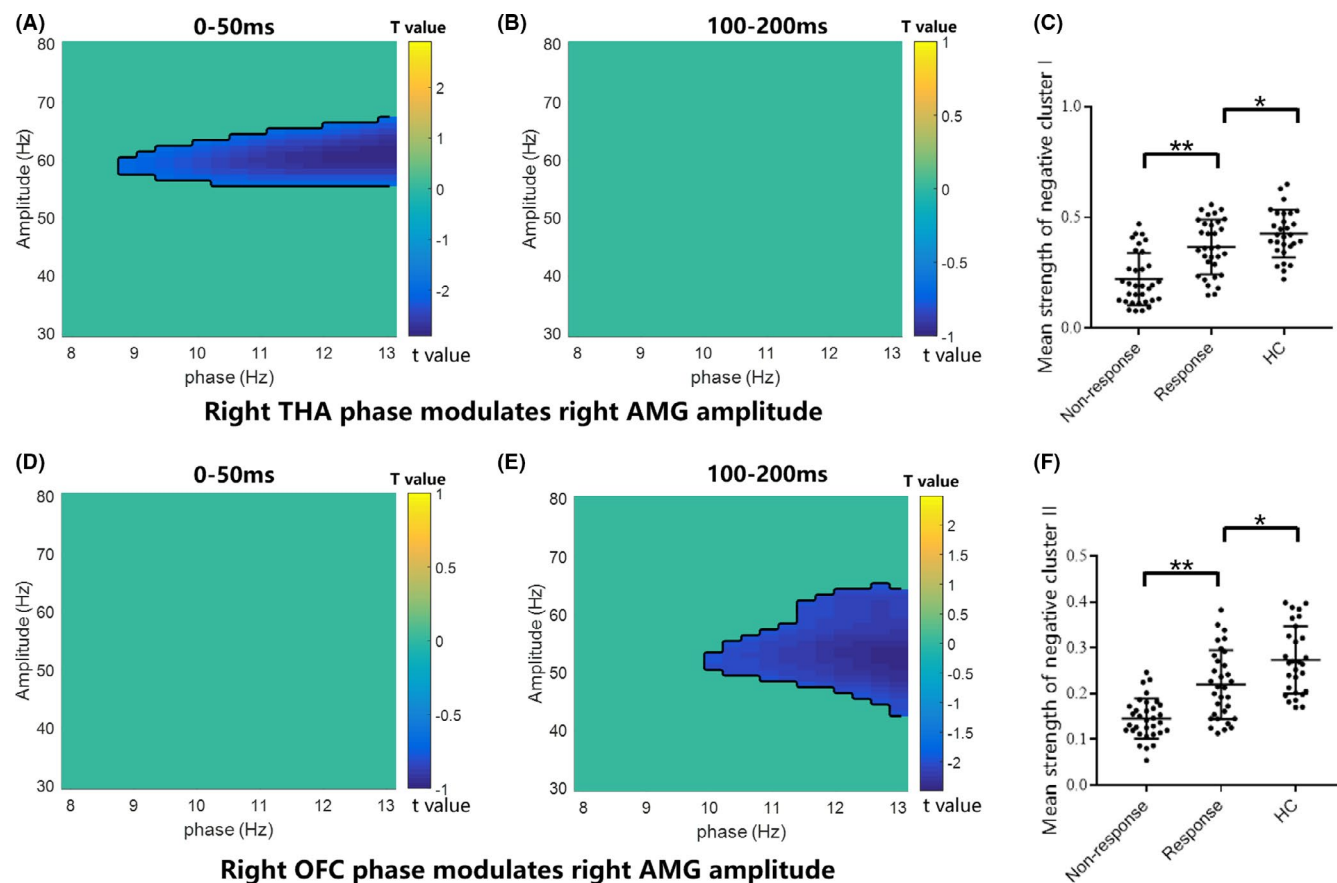 (A)
0-50ms
T value
80
70
60
50
40
30
Amplitude (Hz)
8 9 10 11 12 13
phase (Hz)
2
1
0
-1
-2
t value
(B)
100-200ms
T value
80
70
60
50
40
30
Amplitude (Hz)
8 9 10 11 12 13
phase (Hz)
1
0.5
0
-0.5
-1
t value
Right THA phase modulates right AMG amplitude
(C)
Mean strength of negative cluster I
1.0
0.5
0.0
**
*
Non-response
Response
HC
(D)
0-50ms
T value
80
70
60
50
40
30
Amplitude (Hz)
8 9 10 11 12 13
phase (Hz)
1
0.5
0
-0.5
-1
t value
(E)
100-200ms
T value
80
70
60
50
40
30
Amplitude (Hz)
8 9 10 11 12 13
phase (Hz)
2
1.5
1
0.5
0
-0.5
-1
-1.5
-2
t value
Right OFC phase modulates right AMG amplitude
(F)
Mean strength of negative cluster II
0.5
0.4
0.3
0.2
0.1
0.0
**
*
Non-response
Response
HC